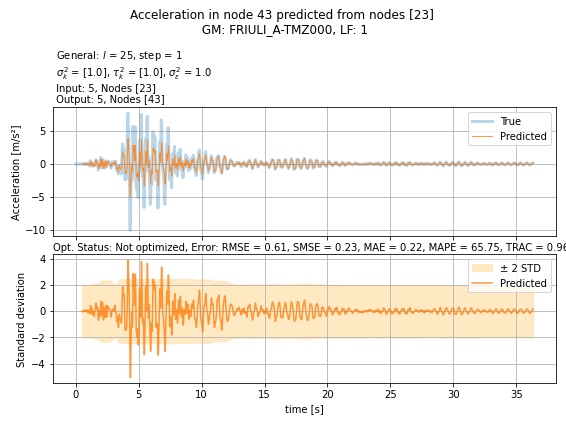 Acceleration in node 43 predicted from nodes [23]
GM: FRIULI_A-TMZ000, LF: 1
General: l = 25, step = 1
σ²ₖ = [1.0], τ²ₖ = [1.0], σ²ε = 1.0
Input: 5, Nodes [23]
Output: 5, Nodes [43]
True
Predicted
Acceleration [m/s²]
5
0
−5
−10
Opt. Status: Not optimized, Error: RMSE = 0.61, SMSE = 0.23, MAE = 0.22, MAPE = 65.75, TRAC = 0.96
± 2 STD
Predicted
Standard deviation
4
2
0
−2
−4
0 5 10 15 20 25 30 35
time [s]